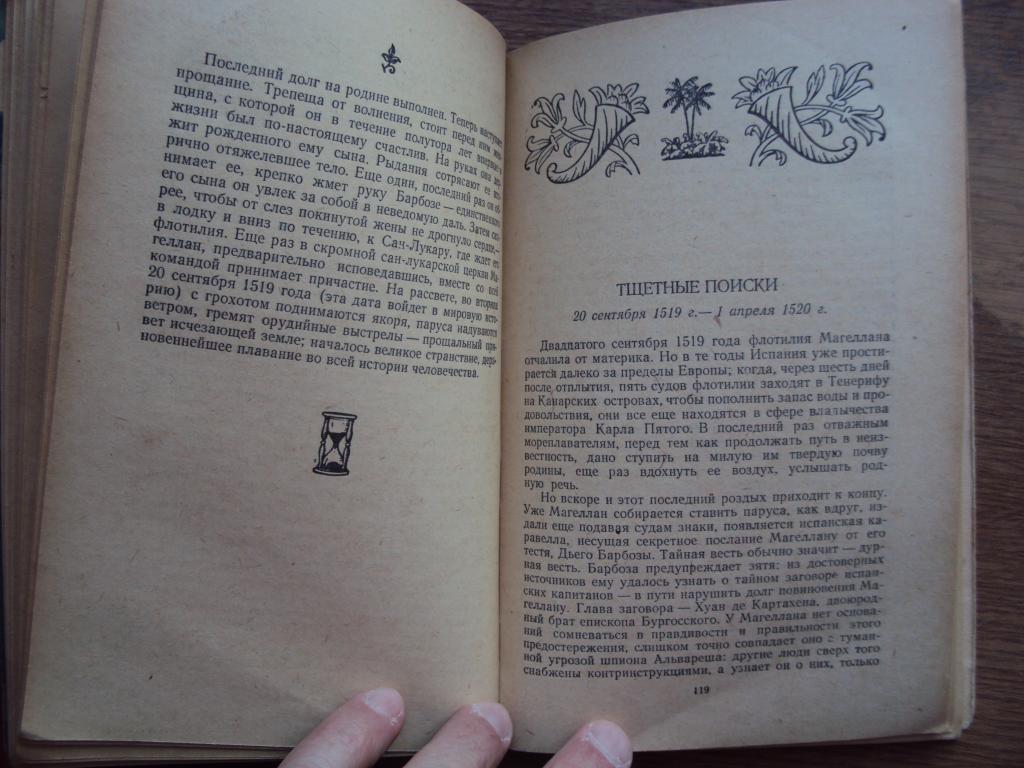 Последний долг на родине выполнен. Теперь наступает
прощание. Трепеща от волнения, стоит перед ним жен-
щина, с которой он в течение полутора лет впервые в
жизни был по-настоящему счастлив. На руках она дер-
жит рожденного ему сына. Рыдания сотрясают ее вто-
рично отяжелевшее тело. Еще один, последний раз он об-
нимает ее, крепко жмет руку Барбозе — единственного
его сына он увлек за собой в неведомую даль. Затем ско-
рее, чтобы от слез покинутой жены не дрогнуло сердце,—
в лодку и вниз по течению, к Сан-Лукару, где ждет его
флотилия. Еще раз в скромной сан-лукарской церкви Ма-
геллан, предварительно исповедавшись, вместе со всей
командой принимает причастие. На рассвете, во вторник
20 сентября 1519 года (эта дата войдет в мировую исто-
рию) с грохотом поднимаются якоря, паруса надуваются
ветром, гремят орудийные выстрелы — прощальный при-
вет исчезающей земле; началось великое странствие, дерз-
новеннейшее плавание во всей истории человечества.
ТЩЕТНЫЕ ПОИСКИ
20 сентября 1519 г.— 1 апреля 1520 г.
Двадцатого сентября 1519 года флотилия Магеллана
отчалила от материка. Но в те годы Испания уже прости-
рается далеко за пределы Европы; когда, через шесть дней
после отплытия, пять судов флотилии заходят в Тенерифу
на Канарских островах, чтобы пополнить запас воды и про-
довольствия, они все еще находятся в сфере владычества
императора Карла Пятого. В последний раз отважным
мореплавателям, перед тем как продолжать путь в неиз-
вестность, дано ступить на милую им твердую почву
родины, еще раз вдохнуть ее воздух, услышать род-
ную речь.
Но вскоре и этот последний роздых приходит к концу.
Уже Магеллан собирается ставить паруса, как вдруг, из-
дали еще подавая судам знаки, появляется испанская ка-
равелла, несущая секретное послание Магеллану от его
тестя, Дьего Барбозы. Тайная весть обычно значит — дур-
ная весть. Барбоза предупреждает зятя: из достоверных
источников ему удалось узнать о тайном заговоре испан-
ских капитанов — в пути нарушить долг повиновения Ма-
геллану. Глава заговора — Хуан де Картахена, двоюрод-
ный брат епископа Бургосского. У Магеллана нет основа-
ний сомневаться в правдивости и правильности этого
предостережения, слишком точно совпадает оно с туман-
ной угрозой шпиона Альвареша: другие люди сверх того
снабжены контринструкциями, а узнает он о них, только
119